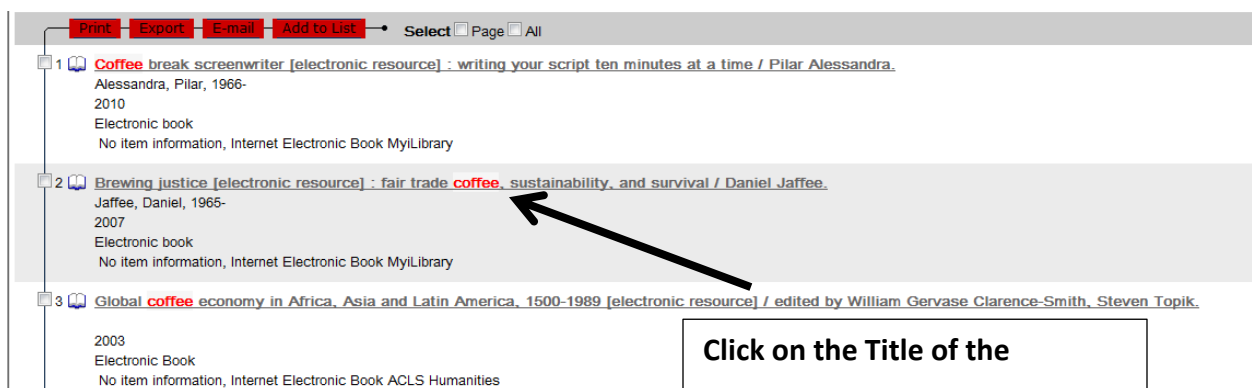 Print Export E-mail Add to List Select Page All
1 Coffee break screenwriter [electronic resource] : writing your script ten minutes at a time / Pilar Alessandra.
Alessandra, Pilar, 1966-
2010
Electronic book
No item information, Internet Electronic Book MyiLibrary
2 Brewing justice [electronic resource] : fair trade coffee, sustainability, and survival / Daniel Jaffee.
Jaffee, Daniel, 1965-
2007
Electronic book
No item information, Internet Electronic Book MyiLibrary
3 Global coffee economy in Africa, Asia and Latin America, 1500-1989 [electronic resource] / edited by William Gervase Clarence-Smith, Steven Topik.
2003
Electronic Book
No item information, Internet Electronic Book ACLS Humanities
Click on the Title of the